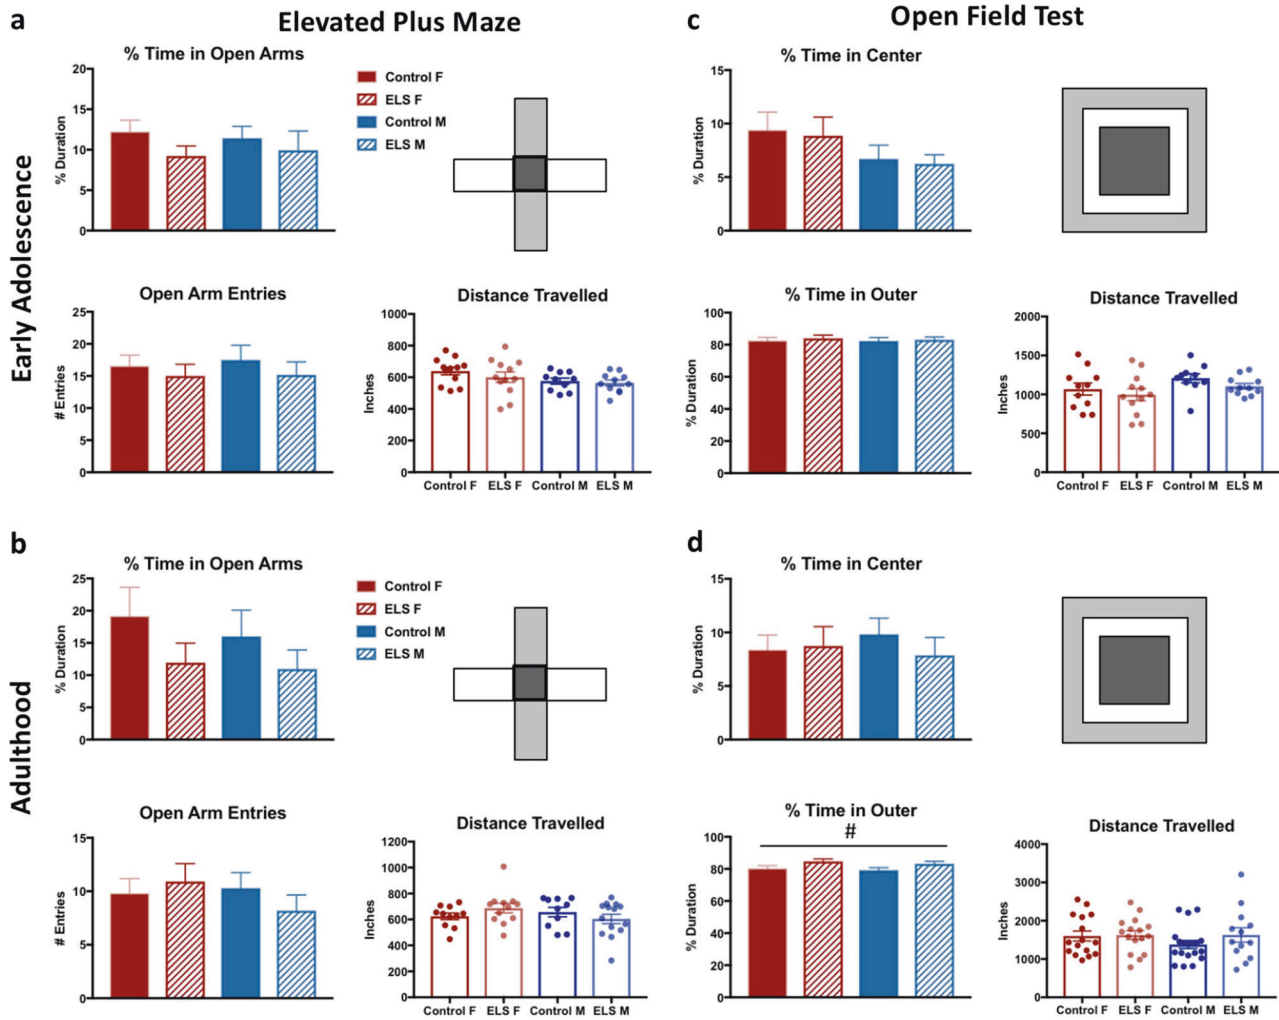 a
Elevated Plus Maze
c
Open Field Test
Early Adolescence
% Time in Open Arms
% Duration
20
15
10
5
0
Control F
ELS F
Control M
ELS M
% Time in Center
% Duration
15
10
5
0
Open Arm Entries
# Entries
25
20
15
10
5
0
Distance Travelled
Inches
1000
800
600
400
200
0
Control F ELS F Control M ELS M
% Time in Outer
% Duration
100
80
60
40
20
0
Distance Travelled
Inches
2000
1500
1000
500
0
Control F ELS F Control M ELS M
b
d
Adulthood
% Time in Open Arms
% Duration
25
20
15
10
5
0
Control F
ELS F
Control M
ELS M
% Time in Center
% Duration
15
10
5
0
Open Arm Entries
# Entries
15
10
5
0
Distance Travelled
Inches
1200
1000
800
600
400
200
0
Control F ELS F Control M ELS M
% Time in Outer
#
% Duration
100
80
60
40
20
0
Distance Travelled
Inches
4000
3000
2000
1000
0
Control F ELS F Control M ELS M